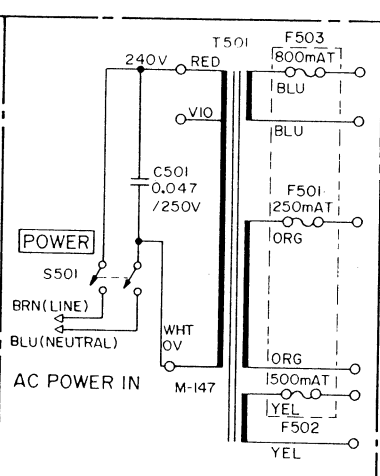 T501
F503
240V
RED
800mAT
BLU
VIO
BLU
C501
0.047
/250V
F501
250mAT
ORG
POWER
S501
BRN(LINE)
BLU(NEUTRAL)
WHT
0V
ORG
AC POWER IN
M-147
1500mAT
YEL
F502
YEL